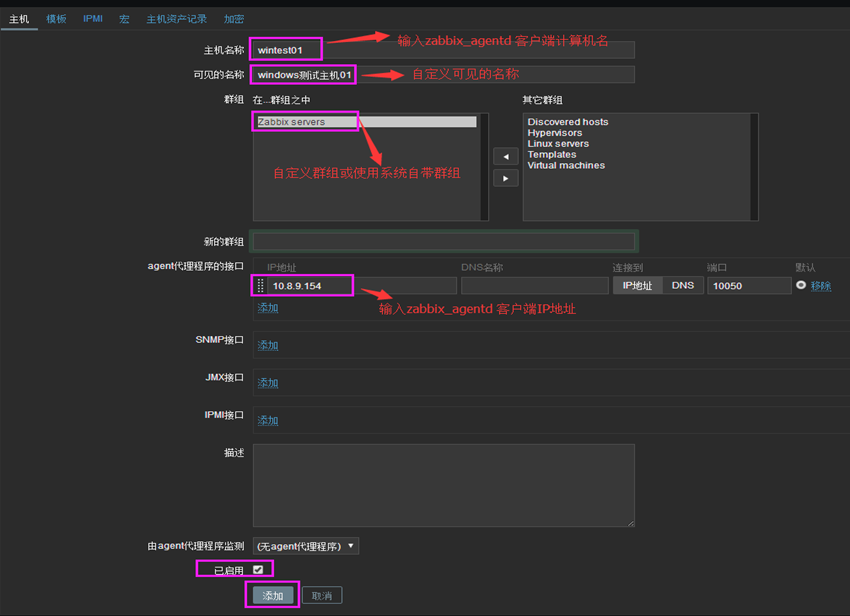 主机 模板 IPMI 宏 主机资产记录 加密
主机名称 wintest01 输入zabbix_agentd 客户端计算机名
可见的名称 windows测试主机01 自定义可见的名称
群组 在...群组之中 其它群组
Zabbix servers Discovered hosts
Hypervisors
Linux servers
Templates
Virtual machines
自定义群组或使用系统自带群组
新的群组
agent代理程序的接口 IP地址 DNS名称 连接到 端口 默认
10.8.9.154 IP地址 DNS 10050 移除
添加 输入zabbix_agentd 客户端IP地址
SNMP接口 添加
JMX接口 添加
IPMI接口 添加
描述
由agent代理程序监测 (无agent代理程序)
已启用
添加 取消